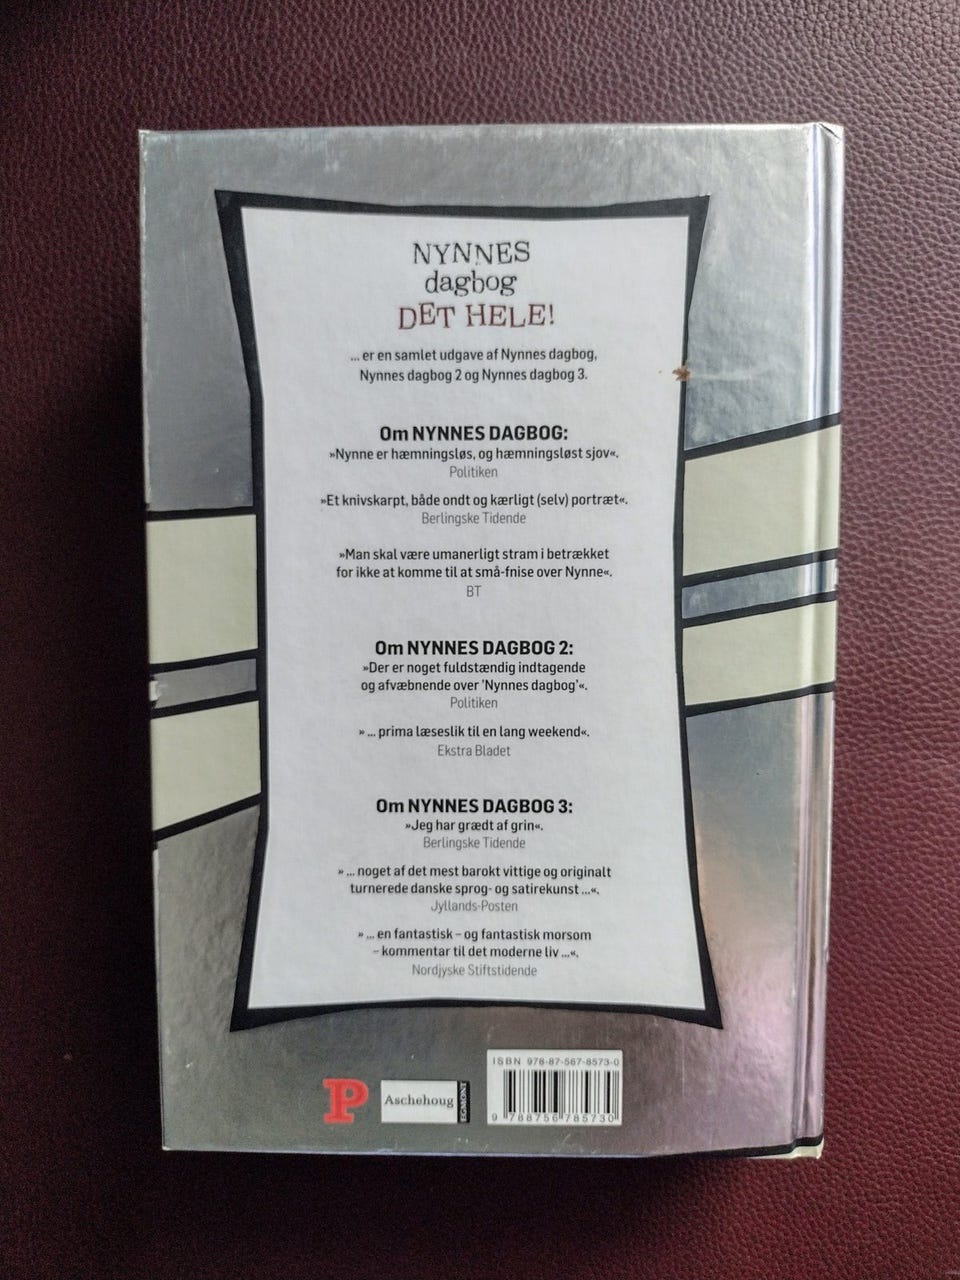 NYNNES
dagbog
DET HELE!
... er en samlet udgave af Nynnes dagbog,
Nynnes dagbog 2 og Nynnes dagbog 3.
Om NYNNES DAGBOG:
»Nynne er hæmningsløs, og hæmningsløst sjov«.
Politiken
»Et knivskarpt, både ondt og kærligt (selv) portræt«.
Berlingske Tidende
»Man skal være umanerligt stram i betrækket
for ikke at komme til at små-fnise over Nynne«.
BT
Om NYNNES DAGBOG 2:
»Der er noget fuldstændig indtagende
og afvæbnende over 'Nynnes dagbog'«.
Politiken
» ... prima læseslik til en lang weekend«.
Ekstra Bladet
Om NYNNES DAGBOG 3:
»Jeg har grædt af grin«.
Berlingske Tidende
» ... noget af det mest barokt vittige og originalt
turnerede danske sprog- og satirekunst ...«.
Jyllands-Posten
» ... en fantastisk – og fantastisk morsom
– kommentar til det moderne liv ...«.
Nordjyske Stiftstidende
ISBN 978-87-567-8573-0
P Aschehoug EGMONT
9 788756 785730